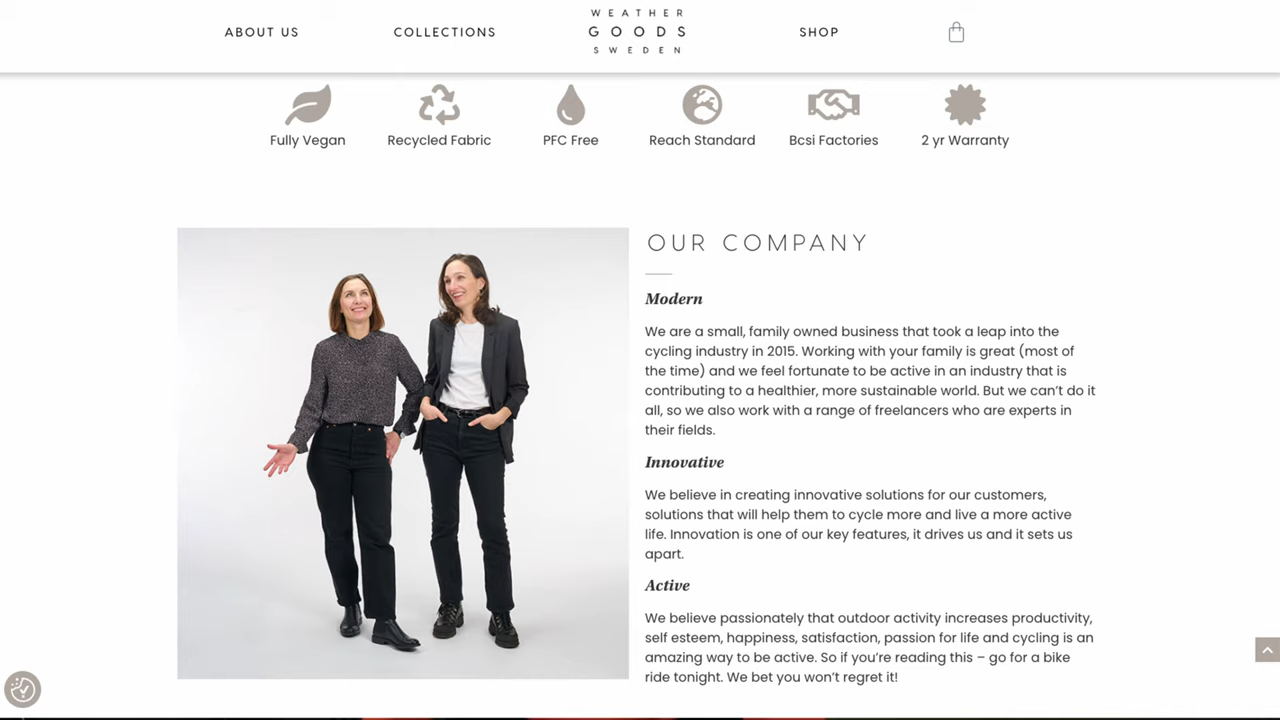 WEATHER
ABOUT US COLLECTIONS GOODS SHOP
SWEDEN
Fully Vegan Recycled Fabric PFC Free Reach Standard Bcsi Factories 2 yr Warranty
OUR COMPANY
Modern
We are a small, family owned business that took a leap into the
cycling industry in 2015. Working with your family is great (most of
the time) and we feel fortunate to be active in an industry that is
contributing to a healthier, more sustainable world. But we can't do it
all, so we also work with a range of freelancers who are experts in
their fields.
Innovative
We believe in creating innovative solutions for our customers,
solutions that will help them to cycle more and live a more active
life. Innovation is one of our key features, it drives us and it sets us
apart.
Active
We believe passionately that outdoor activity increases productivity,
self esteem, happiness, satisfaction, passion for life and cycling is an
amazing way to be active. So if you're reading this – go for a bike
ride tonight. We bet you won't regret it!